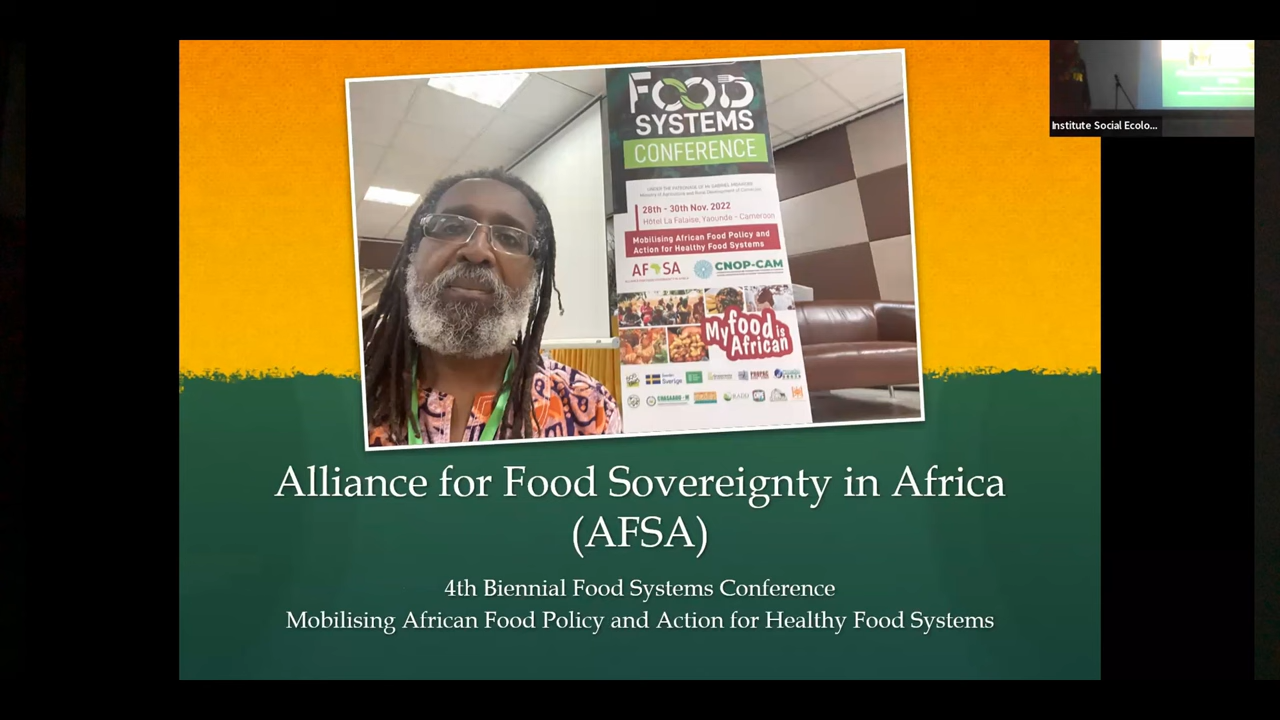 FOOD
SYSTEMS
CONFERENCE
28th - 30th Nov. 2022
Hôtel La Falaise, Yaounde - Cameroon
Mobilising African Food Policy and
Action for Healthy Food Systems
AFSA
CNOP-CAM
My food is
African
Sverige
Institute Social Ecolo...
Alliance for Food Sovereignty in Africa
(AFSA)
4th Biennial Food Systems Conference
Mobilising African Food Policy and Action for Healthy Food Systems